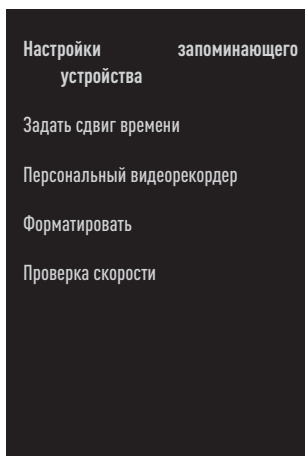 Настройки запоминающего
устройства
Задать сдвиг времени
Персональный видеорекордер
Форматировать
Проверка скорости